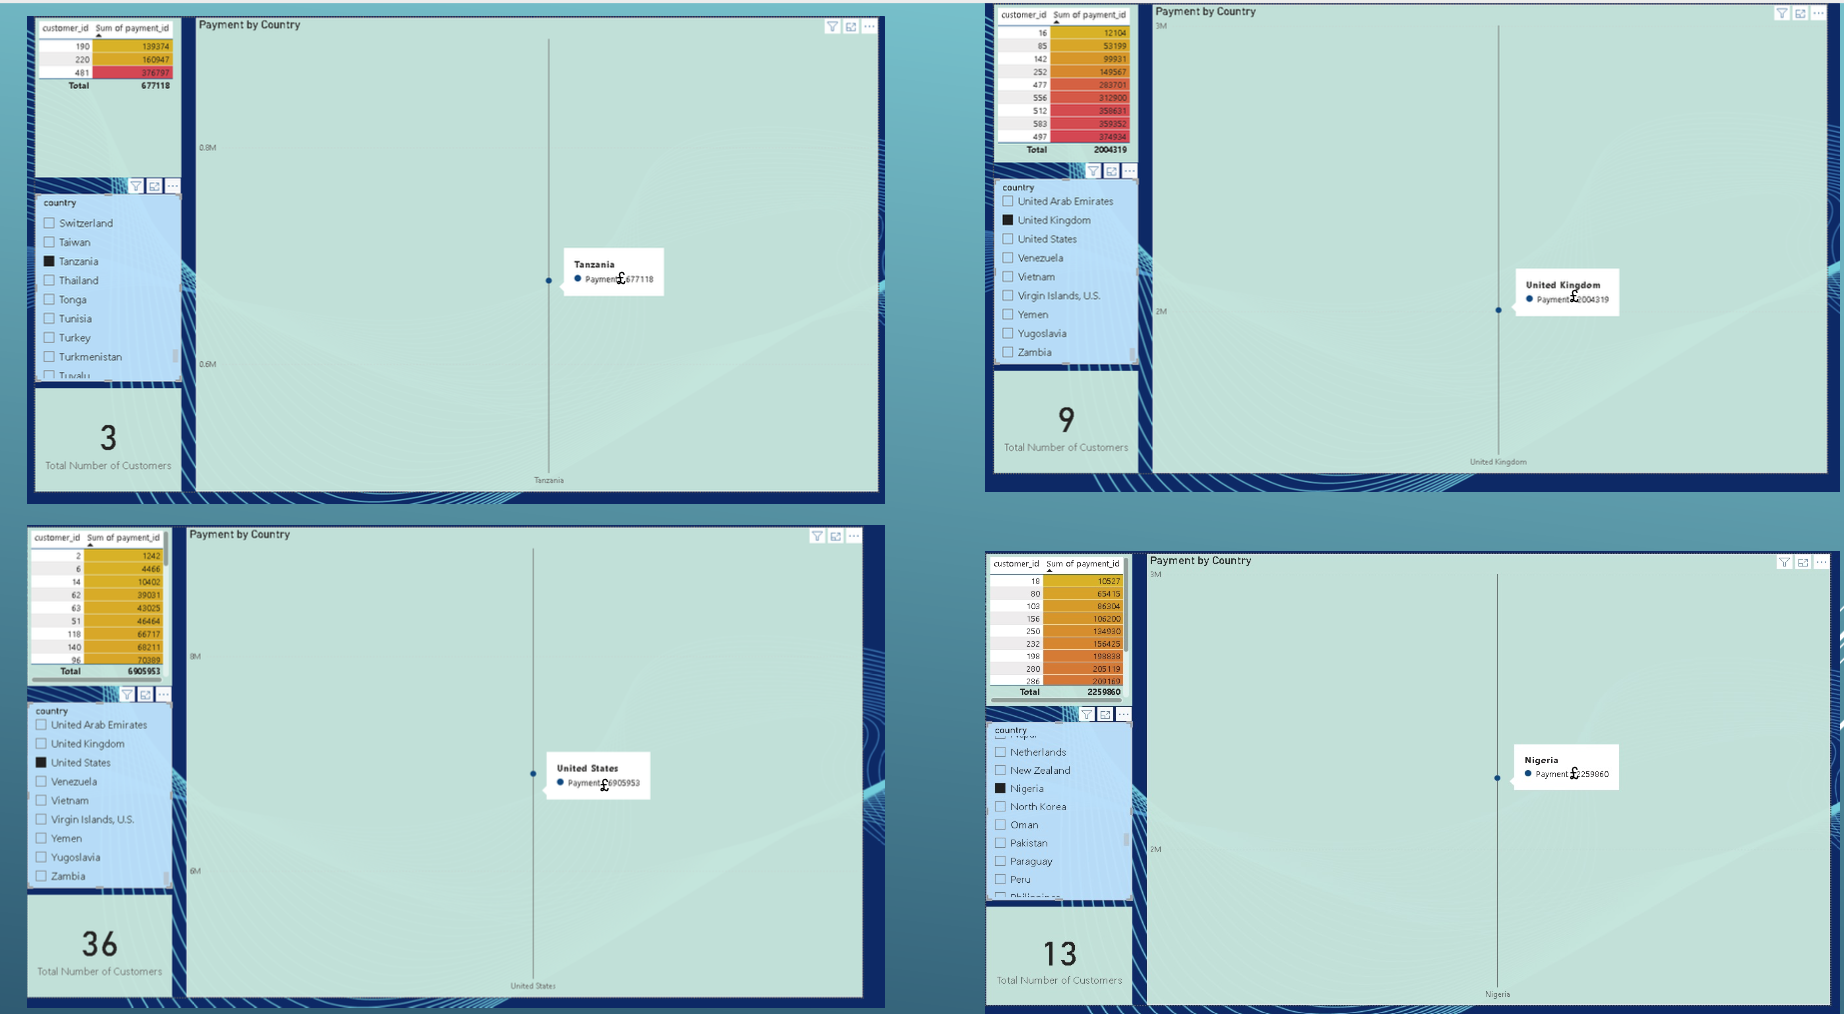 customer_id Sum of payment_id
190 139374
220 160947
481 376797
Total 677118
Payment by Country
0.8M
0.6M
Tanzania
Payment £ 677118
Tanzania
country
Switzerland
Taiwan
Tanzania
Thailand
Tonga
Tunisia
Turkey
Turkmenistan
Tuvalu
3
Total Number of Customers
customer_id Sum of payment_id
16 12104
85 53199
142 99931
252 149567
477 283701
556 312900
512 358631
583 359352
497 374934
Total 2004319
Payment by Country
3M
2M
United Kingdom
Payment £ 2004319
United Kingdom
country
United Arab Emirates
United Kingdom
United States
Venezuela
Vietnam
Virgin Islands, U.S.
Yemen
Yugoslavia
Zambia
9
Total Number of Customers
customer_id Sum of payment_id
2 1242
6 4466
14 10402
62 39031
63 43025
51 46464
118 66717
140 68211
96 70389
Total 6905953
Payment by Country
8M
6M
United States
Payment £ 6905953
United States
country
United Arab Emirates
United Kingdom
United States
Venezuela
Vietnam
Virgin Islands, U.S.
Yemen
Yugoslavia
Zambia
36
Total Number of Customers
customer_id Sum of payment_id
18 10527
80 65415
103 86304
156 106200
250 134930
232 156425
198 198838
280 205119
286 209169
Total 2259860
Payment by Country
3M
2M
Nigeria
Payment £ 2259860
Nigeria
country
Nepal
Netherlands
New Zealand
Nigeria
North Korea
Oman
Pakistan
Paraguay
Peru
Philippines
13
Total Number of Customers